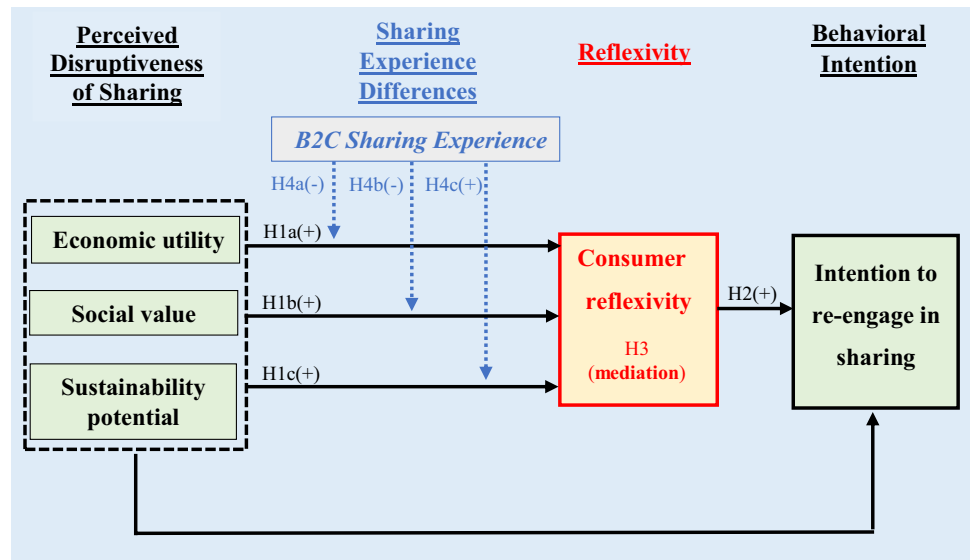 Perceived
Disruptiveness
of Sharing
Sharing
Experience
Differences
Reflexivity
Behavioral
Intention
B2C Sharing Experience
H4a(-)
H4b(-)
H4c(+)
Economic utility
H1a(+)
Social value
H1b(+)
Sustainability
potential
H1c(+)
Consumer
reflexivity
H3
(mediation)
H2(+)
Intention to
re-engage in
sharing